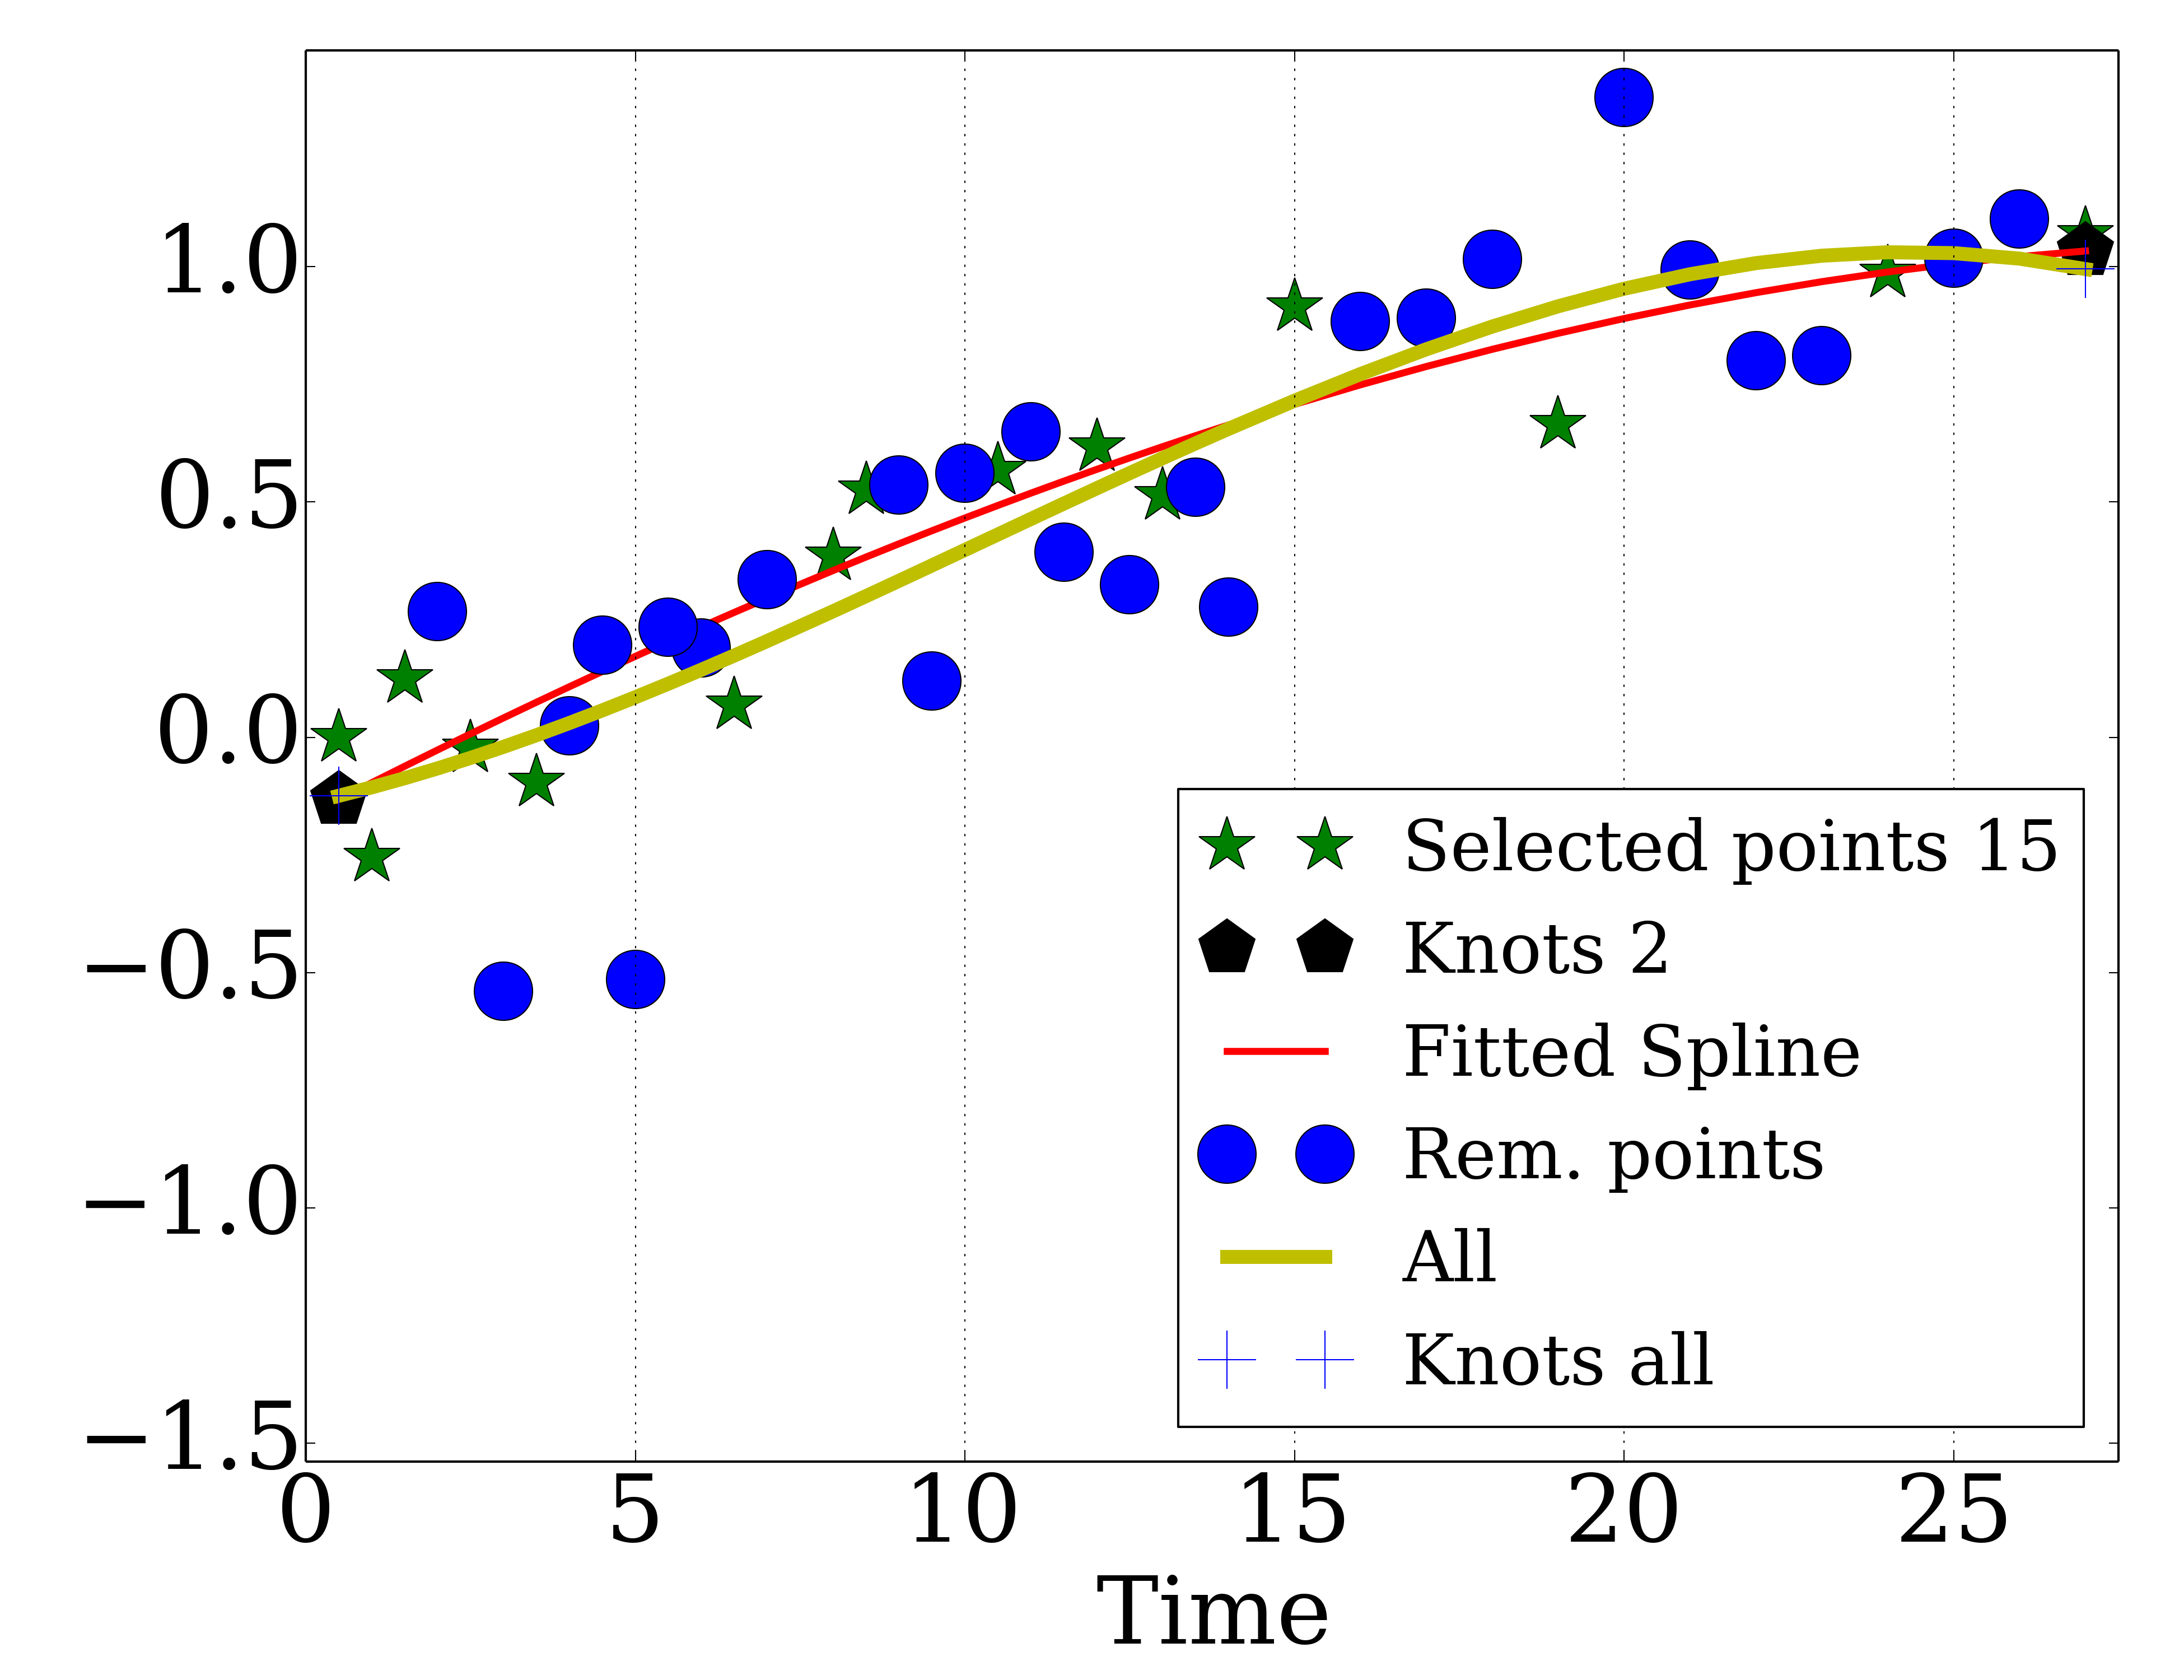 1.0
0.5
0.0
−0.5
−1.0
−1.5
0 5 10 15 20 25
Time
Selected points 15
Knots 2
Fitted Spline
Rem. points
All
Knots all